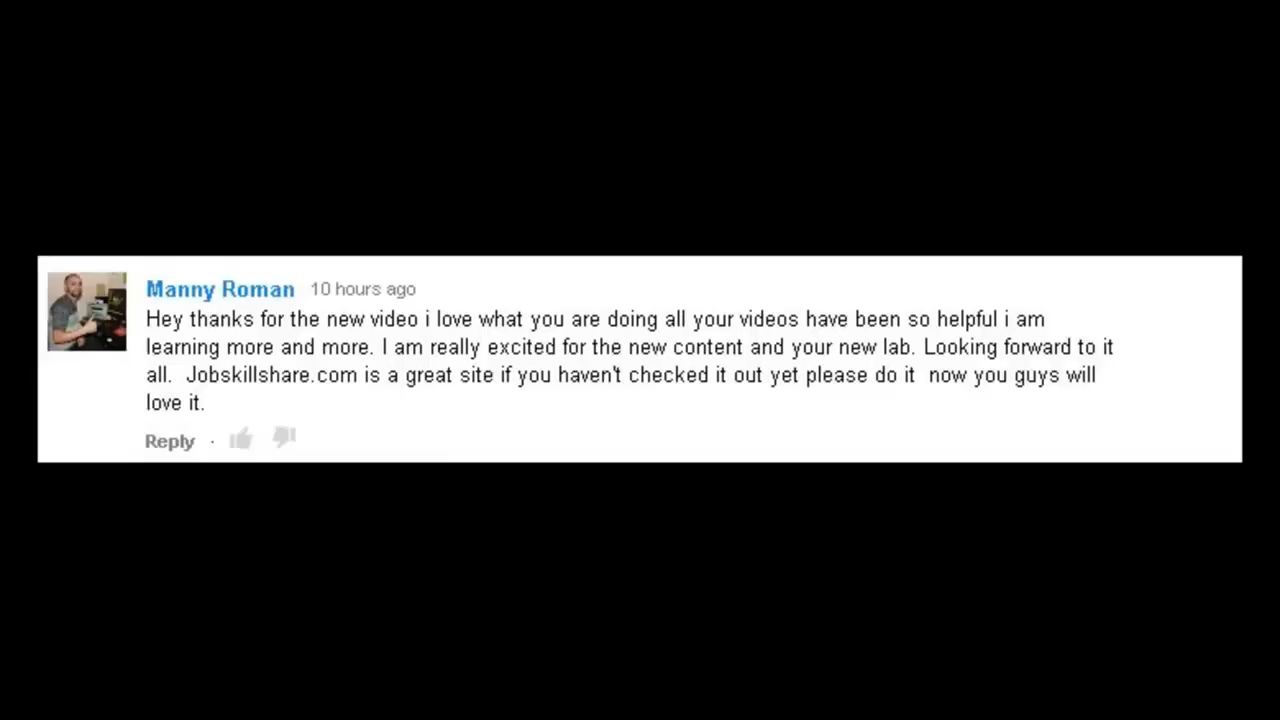 Manny Roman 10 hours ago
Hey thanks for the new video i love what you are doing all your videos have been so helpful i am
learning more and more. I am really excited for the new content and your new lab. Looking forward to it
all.  Jobskillshare.com is a great site if you haven't checked it out yet please do it  now you guys will
love it.
Reply ·